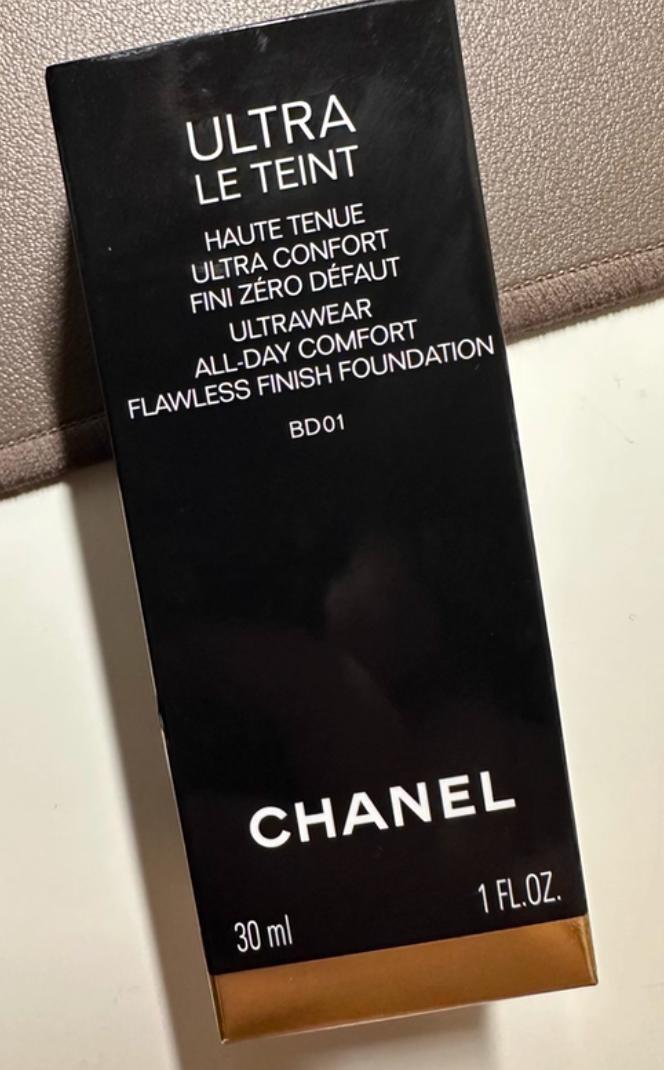 ULTRA
LE TEINT
HAUTE TENUE
ULTRA CONFORT
FINI ZÉRO DÉFAUT
ULTRAWEAR
ALL-DAY COMFORT
FLAWLESS FINISH FOUNDATION
BD01
CHANEL
30 ml 1 FL.OZ.